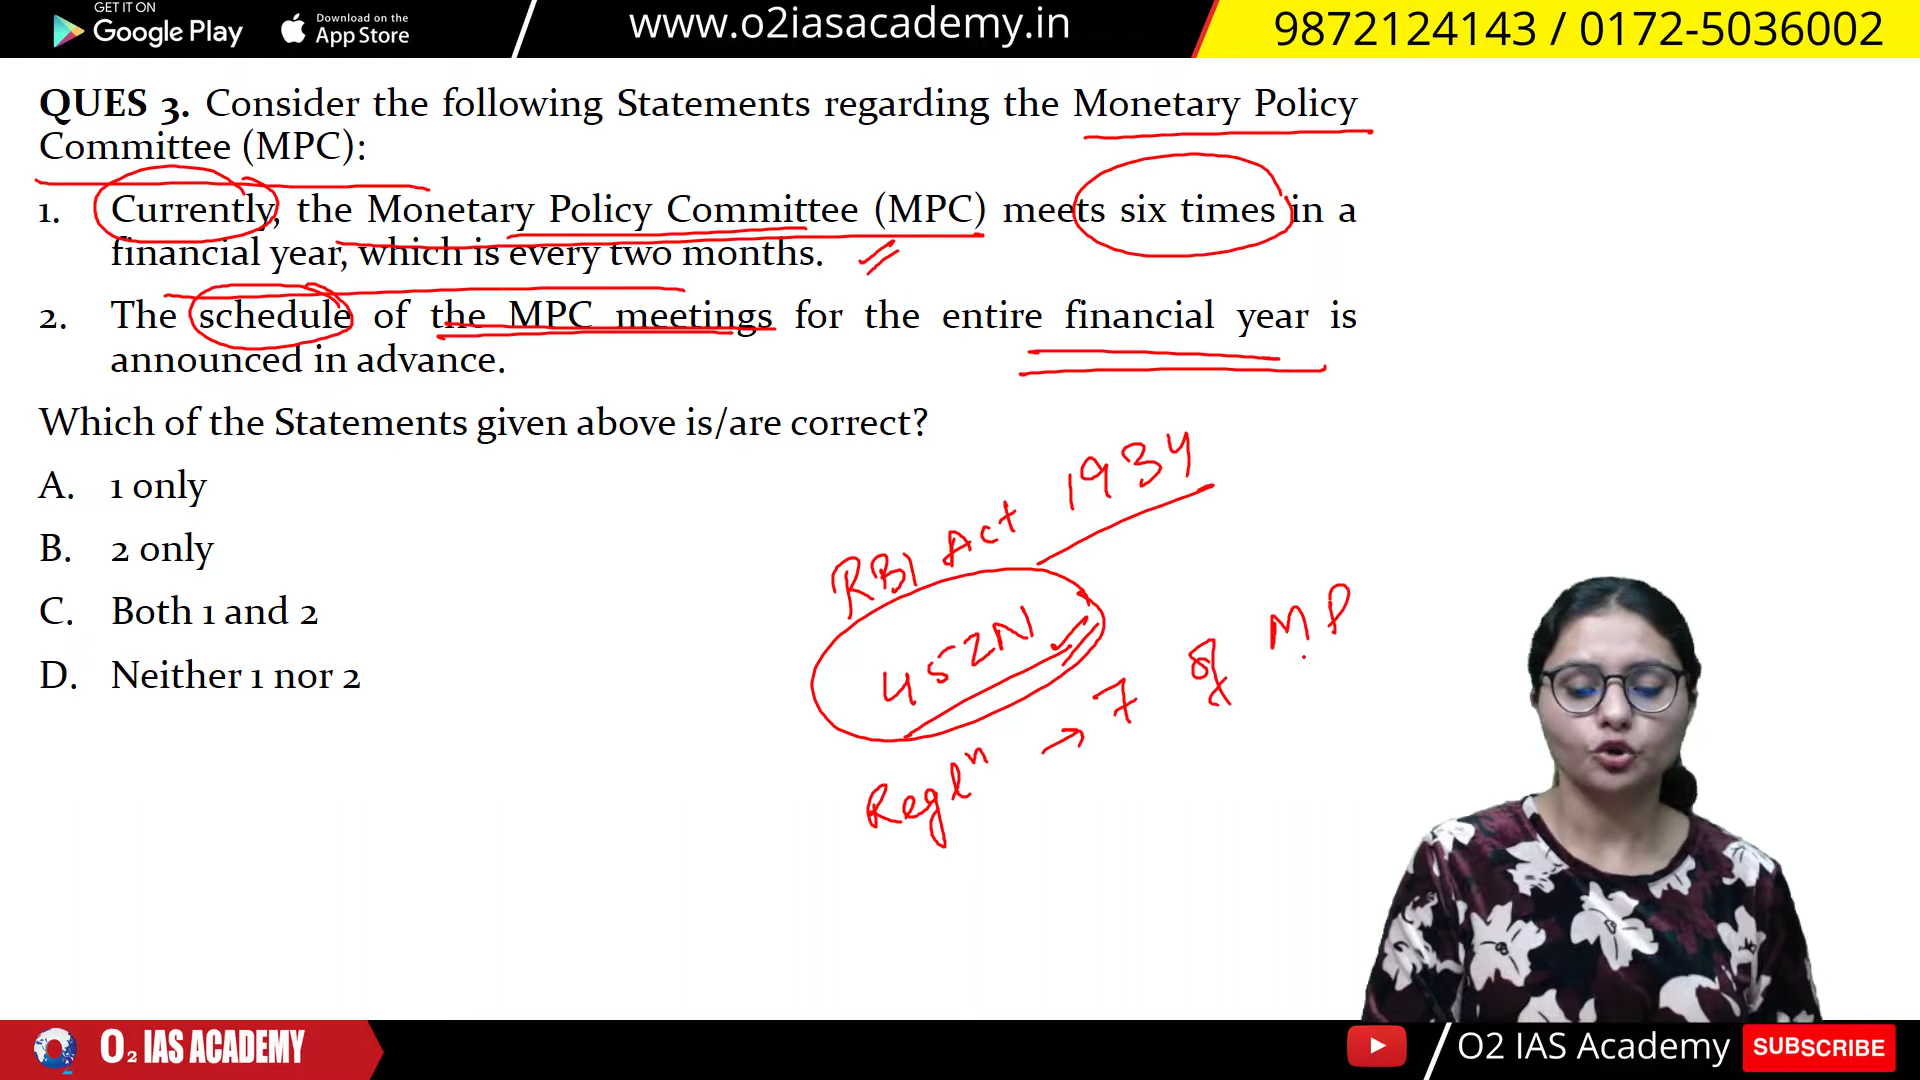 GET IT ON
Google Play
Download on the
App Store
www.o2iasacademy.in
9872124143 / 0172-5036002
QUES 3. Consider the following Statements regarding the Monetary Policy
Committee (MPC):
1. Currently, the Monetary Policy Committee (MPC) meets six times in a
financial year, which is every two months.
2. The schedule of the MPC meetings for the entire financial year is
announced in advance.
Which of the Statements given above is/are correct?
A. 1 only
B. 2 only
C. Both 1 and 2
D. Neither 1 nor 2
RBI Act 1934
45ZN
Regl^n → 7 of MP
O2 IAS ACADEMY
O2 IAS Academy
SUBSCRIBE